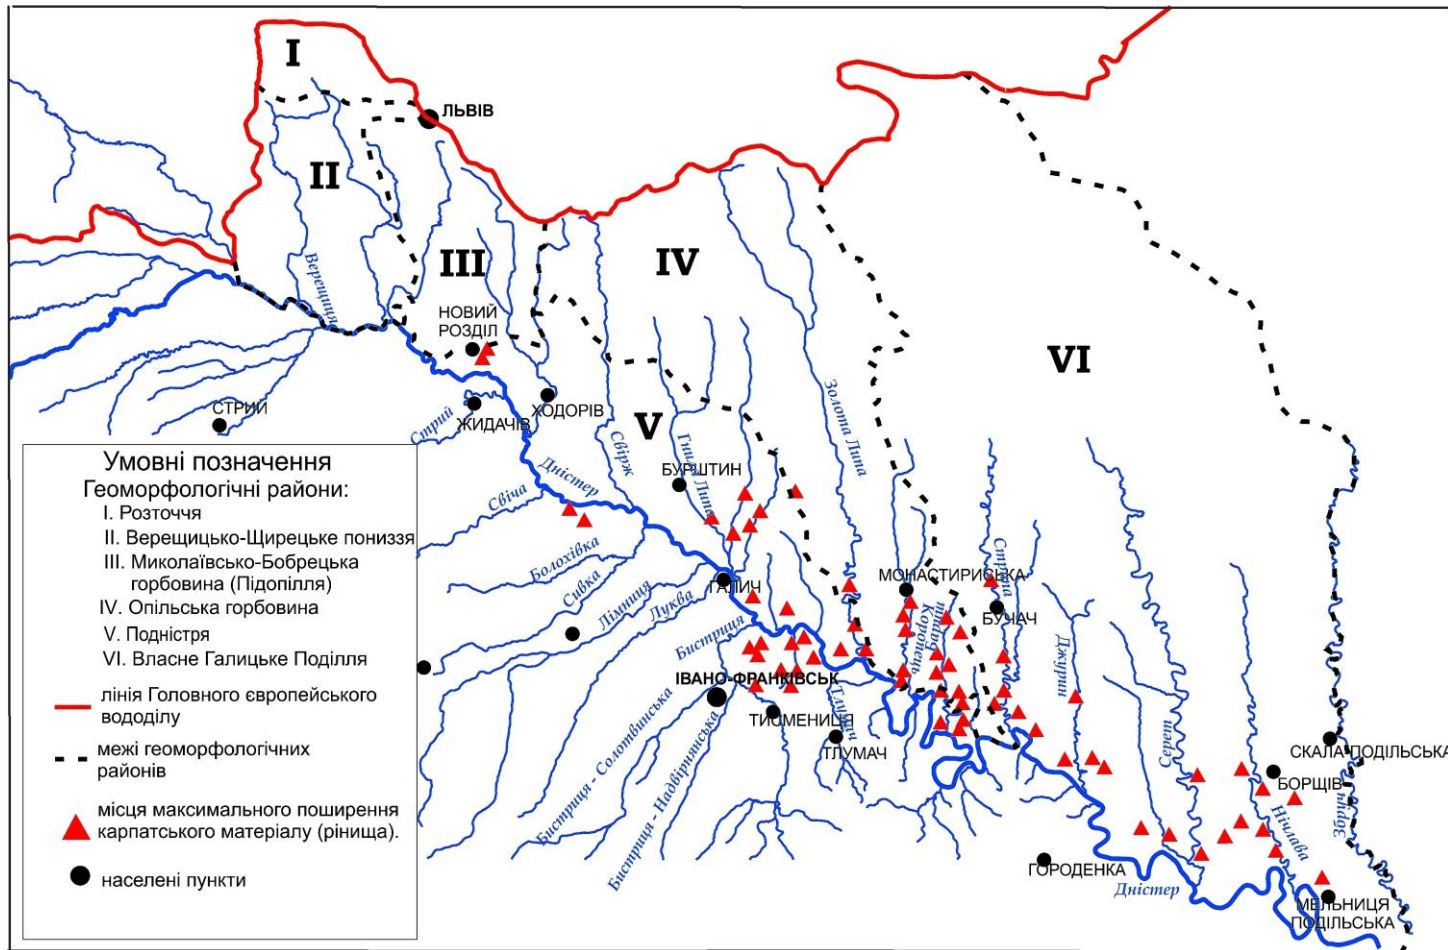 I
ЛЬВІВ
II
III
IV
Верещиця
НОВИЙ
РОЗДІЛ
VI
СТРИЙ
Стрий
ЖИДАЧІВ
ХОДОРІВ
V
Золота Липа
Свірж
Гнила Липа
БУРШТИН
Дністер
Свіча
Болохівка
Сивка
Лімниця
Луква
ГАЛИЧ
Бистриця
МОНАСТИРИСЬКА
Коропець
Бариш
Стрипа
БУЧАЧ
Джурин
Серет
ІВАНО-ФРАНКІВСЬК
ТИСМЕНИЦЯ
Тлумач
ТЛУМАЧ
Бистриця - Солотвинська
Бистриця - Надвірнянська
СКАЛА-ПОДІЛЬСЬКА
БОРЩІВ
Нічлава
Збруч
ГОРОДЕНКА
Дністер
МЕЛЬНИЦЯ
ПОДІЛЬСЬКА
Умовні позначення
Геоморфологічні райони:
I. Розточчя
II. Верещицько-Щирецьке пониззя
III. Миколаївсько-Бобрецька
горбовина (Підопілля)
IV. Опільська горбовина
V. Подністря
VI. Власне Галицьке Поділля
лінія Головного європейського
вододілу
межі геоморфологічних
районів
місця максимального поширення
карпатського матеріалу (рінища).
населені пункти